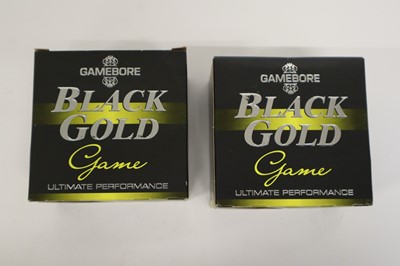 GAMEBORE
BLACK
GOLD
Game
ULTIMATE PERFORMANCE
GAMEBORE
BLACK
GOLD
Game
ULTIMATE PERFORMANCE